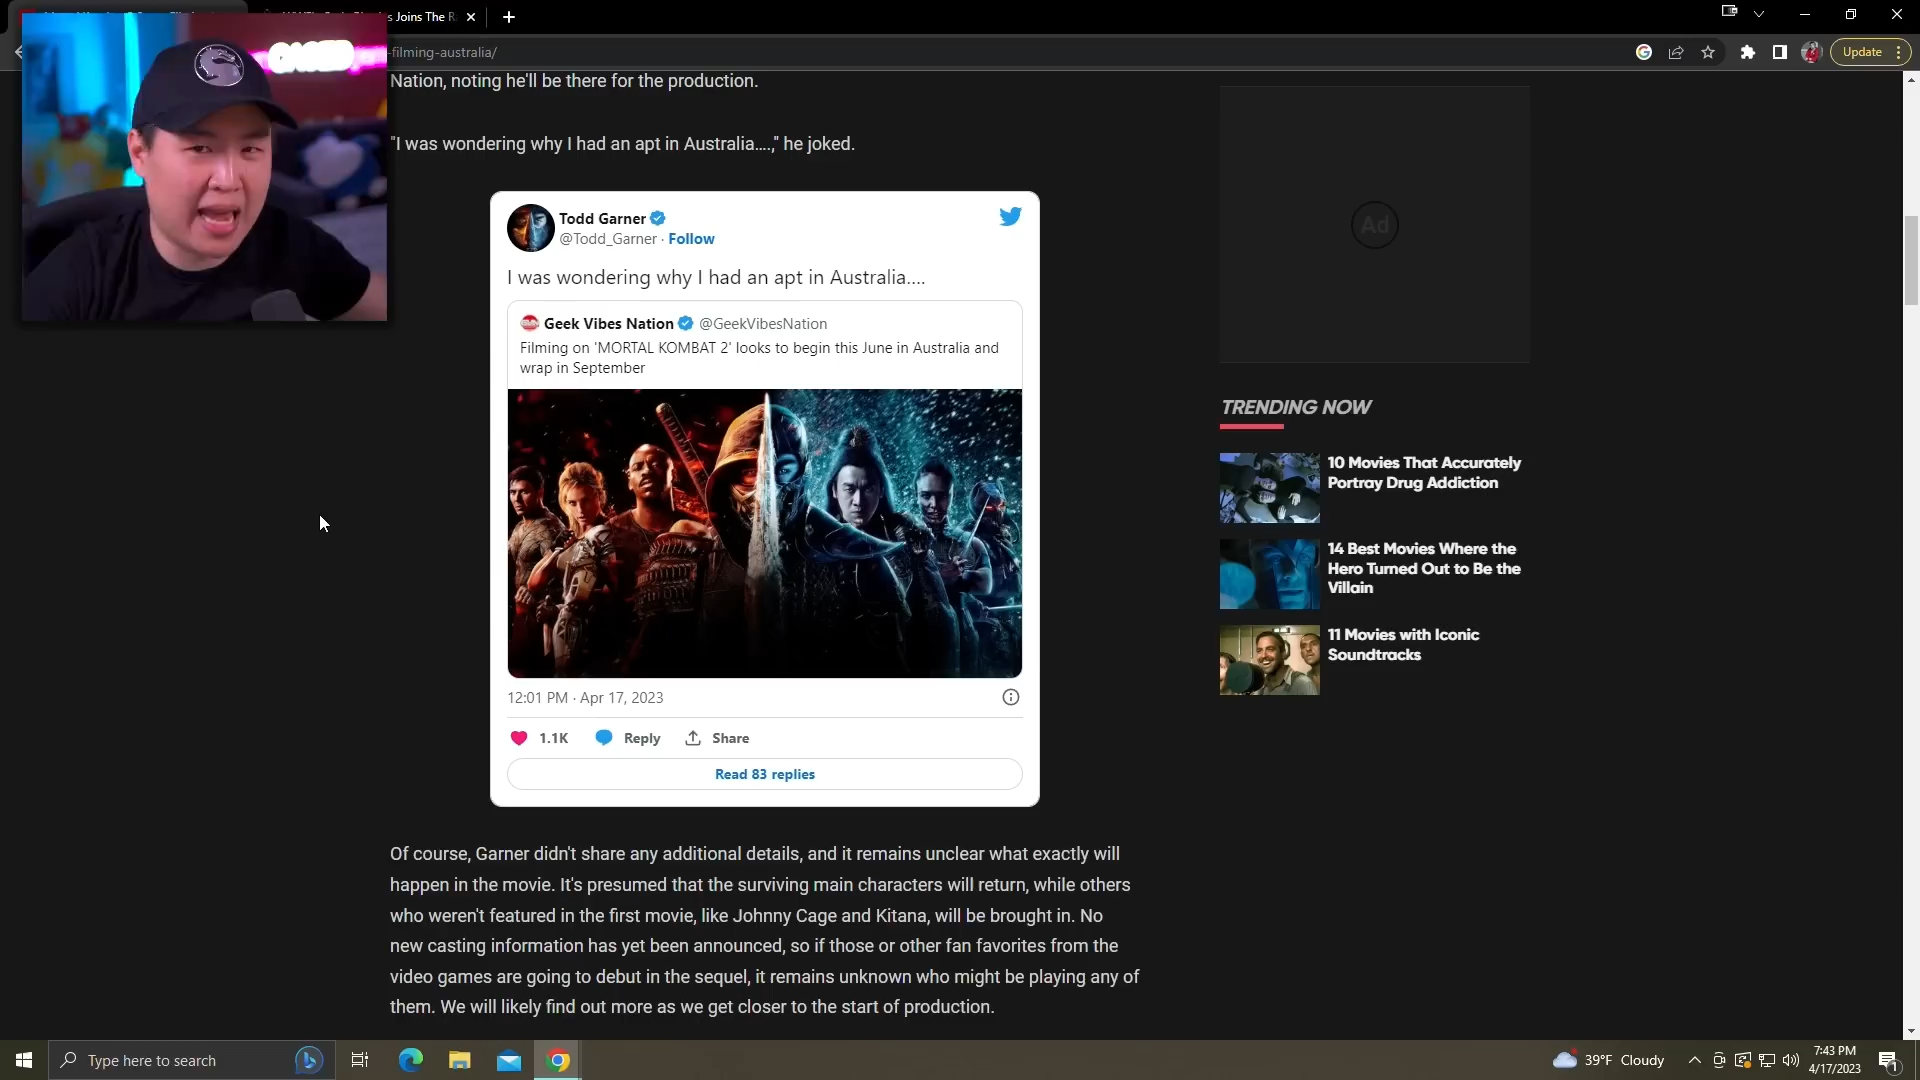 s Joins The R
Update
-filming-australia/
Nation, noting he'll be there for the production.
"I was wondering why I had an apt in Australia....," he joked.
Todd Garner
@Todd_Garner · Follow
I was wondering why I had an apt in Australia....
Geek Vibes Nation @GeekVibesNation
Filming on 'MORTAL KOMBAT 2' looks to begin this June in Australia and
wrap in September
12:01 PM · Apr 17, 2023
1.1K Reply Share
Read 83 replies
Of course, Garner didn't share any additional details, and it remains unclear what exactly will
happen in the movie. It's presumed that the surviving main characters will return, while others
who weren't featured in the first movie, like Johnny Cage and Kitana, will be brought in. No
new casting information has yet been announced, so if those or other fan favorites from the
video games are going to debut in the sequel, it remains unknown who might be playing any of
them. We will likely find out more as we get closer to the start of production.
Ad
TRENDING NOW
10 Movies That Accurately
Portray Drug Addiction
14 Best Movies Where the
Hero Turned Out to Be the
Villain
11 Movies with Iconic
Soundtracks
Type here to search
39°F Cloudy
7:43 PM
4/17/2023
1